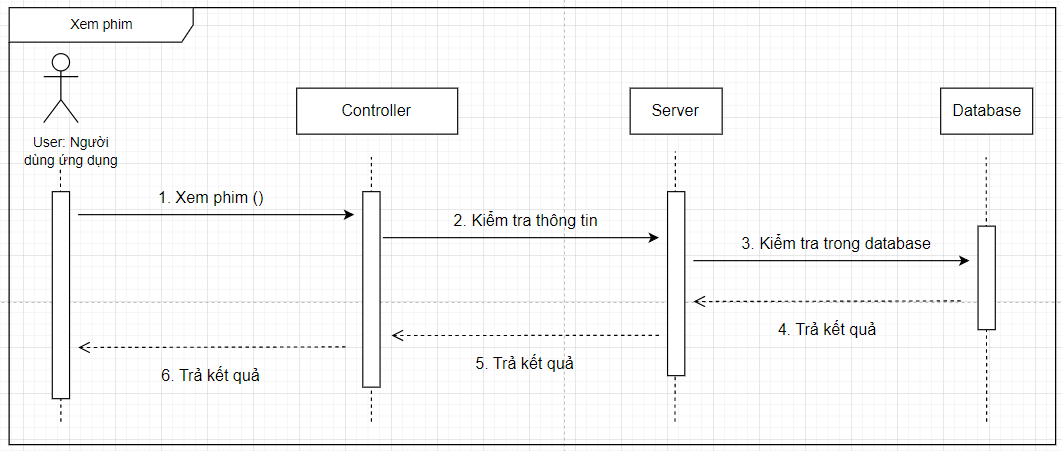 Xem phim
User: Người
dùng ứng dụng
Controller
Server
Database
1. Xem phim ()
2. Kiểm tra thông tin
3. Kiểm tra trong database
4. Trả kết quả
5. Trả kết quả
6. Trả kết quả